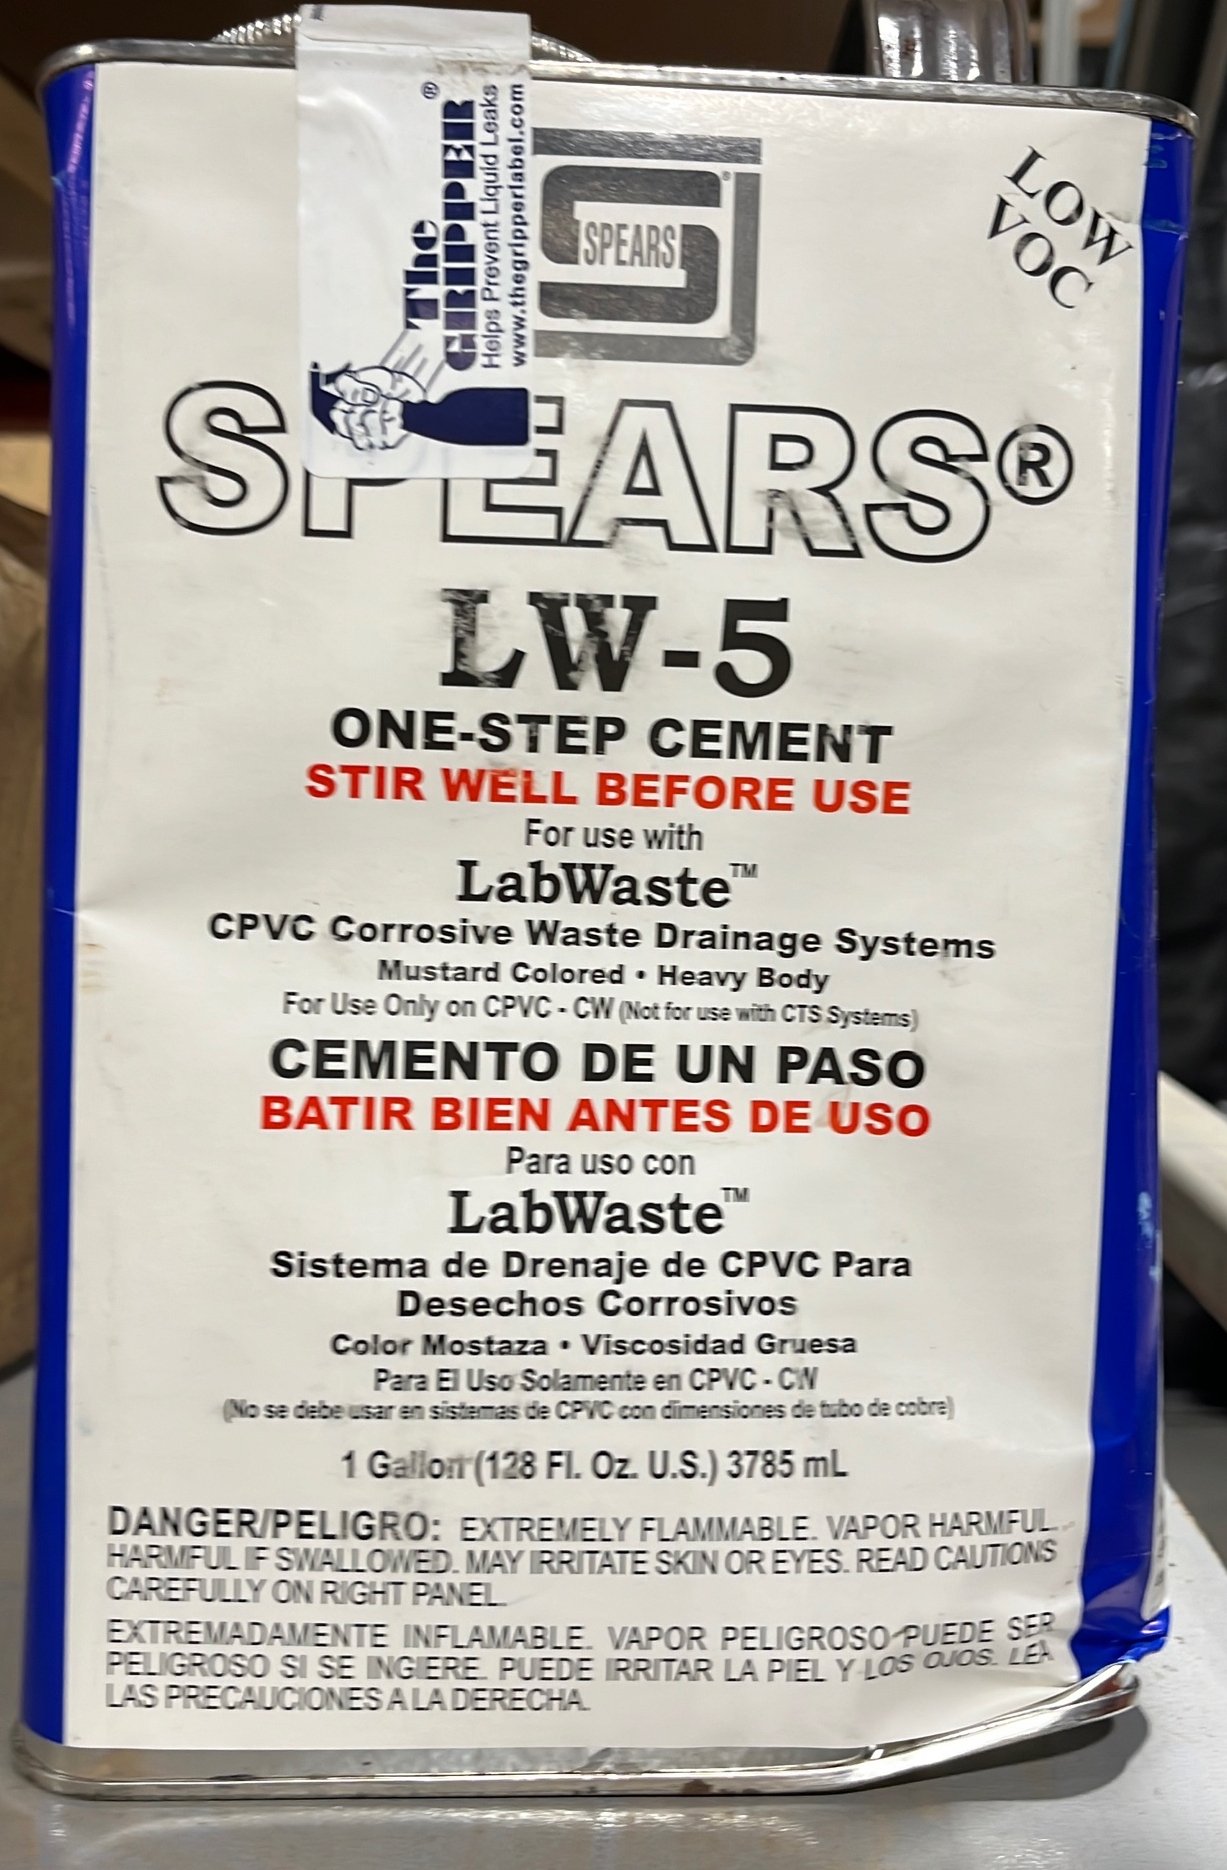 The
GRIPPER®
Helps Prevent Liquid Leaks
www.thegripperlabel.com
SPEARS®
LOW
VOC
SPEARS®
LW-5
ONE-STEP CEMENT
STIR WELL BEFORE USE
For use with
LabWaste™
CPVC Corrosive Waste Drainage Systems
Mustard Colored • Heavy Body
For Use Only on CPVC - CW (Not for use with CTS Systems)
CEMENTO DE UN PASO
BATIR BIEN ANTES DE USO
Para uso con
LabWaste™
Sistema de Drenaje de CPVC Para
Desechos Corrosivos
Color Mostaza • Viscosidad Gruesa
Para El Uso Solamente en CPVC - CW
(No se debe usar en sistemas de CPVC con dimensiones de tubo de cobre)
1 Gallon (128 Fl. Oz. U.S.) 3785 mL
DANGER/PELIGRO: EXTREMELY FLAMMABLE. VAPOR HARMFUL.
HARMFUL IF SWALLOWED. MAY IRRITATE SKIN OR EYES. READ CAUTIONS
CAREFULLY ON RIGHT PANEL.
EXTREMADAMENTE INFLAMABLE. VAPOR PELIGROSO PUEDE SER
PELIGROSO SI SE INGIERE. PUEDE IRRITAR LA PIEL Y LOS OJOS. LEA
LAS PRECAUCIONES A LA DERECHA.